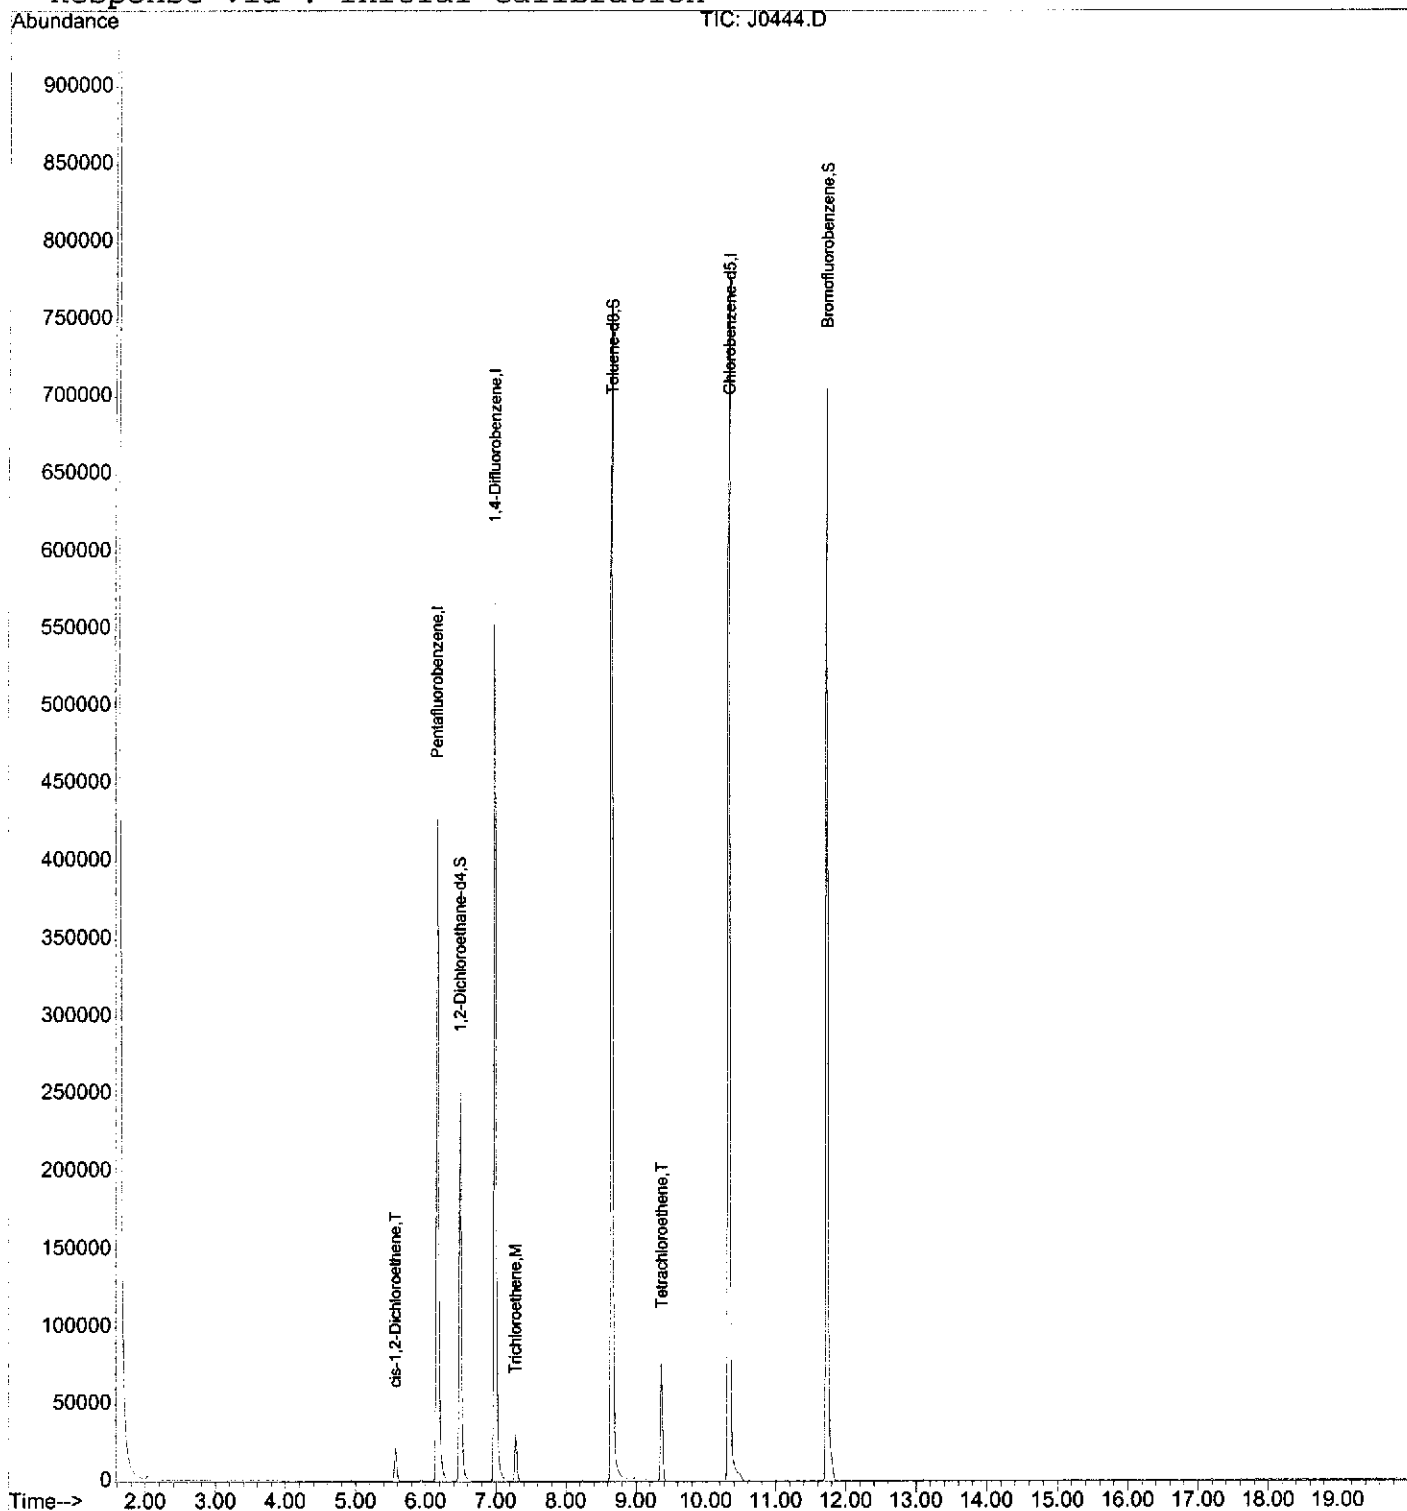 Response via : Initial Calibration
Abundance
TIC: J0444.D
900000
850000
800000
750000
700000
650000
600000
550000
500000
450000
400000
350000
300000
250000
200000
150000
100000
50000
0
cis-1,2-Dichloroethene,T
Pentafluorobenzene,I
1,2-Dichloroethane-d4,S
1,4-Difluorobenzene,I
Trichloroethene,M
Toluene-d8,S
Tetrachloroethene,T
Chlorobenzene-d5,I
Bromofluorobenzene,S
Time--> 2.00 3.00 4.00 5.00 6.00 7.00 8.00 9.00 10.00 11.00 12.00 13.00 14.00 15.00 16.00 17.00 18.00 19.00